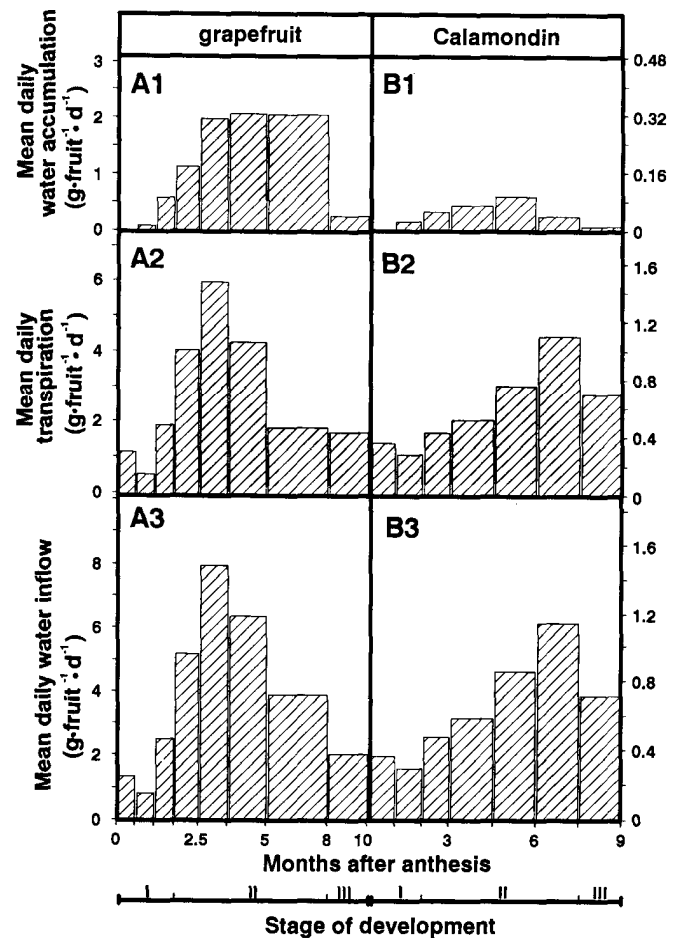 grapefruit Calamondin
Mean daily
water accumulation
(g·fruit⁻¹·d⁻¹)
A1 B1
3 0.48
2 0.32
1 0.16
0 0
Mean daily
transpiration
(g·fruit⁻¹·d⁻¹)
A2 B2
6 1.6
4 1.2
0.8
2 0.4
0 0
Mean daily water inflow
(g·fruit⁻¹·d⁻¹)
A3 B3
8 1.6
6 1.2
4 0.8
2 0.4
0 0
0 2.5 5 8 10 3 6 9
Months after anthesis
I II III I II III
Stage of development